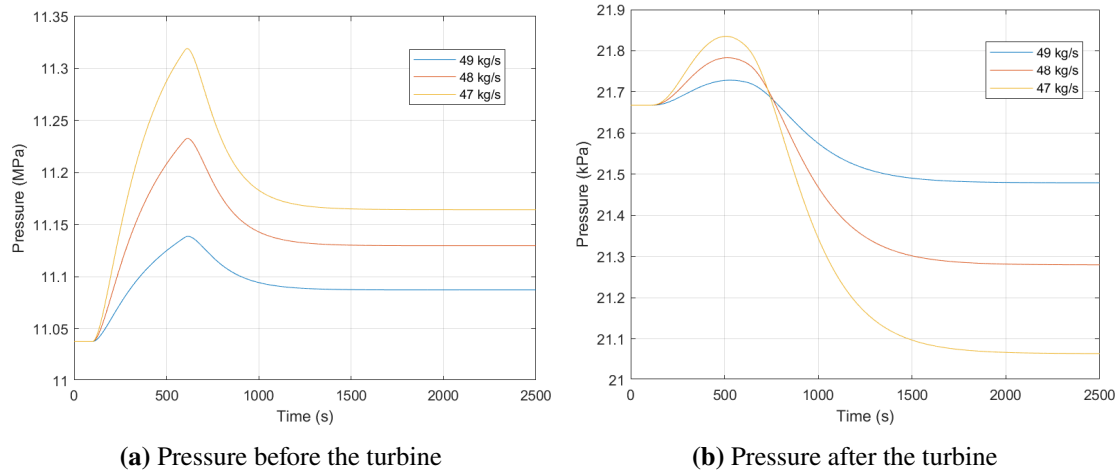 11.35
11.3
11.25
11.2
11.15
11.1
11.05
11
Pressure (MPa)
0
500
1000
1500
2000
2500
Time (s)
49 kg/s
48 kg/s
47 kg/s
(a) Pressure before the turbine
21.9
21.8
21.7
21.6
21.5
21.4
21.3
21.2
21.1
21
Pressure (kPa)
0
500
1000
1500
2000
2500
Time (s)
49 kg/s
48 kg/s
47 kg/s
(b) Pressure after the turbine